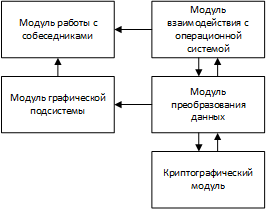 Модуль работы с
собеседниками
Модуль
взаимодействия с
операционной
системой
Модуль графической
подсистемы
Модуль
преобразования
данных
Криптографический
модуль